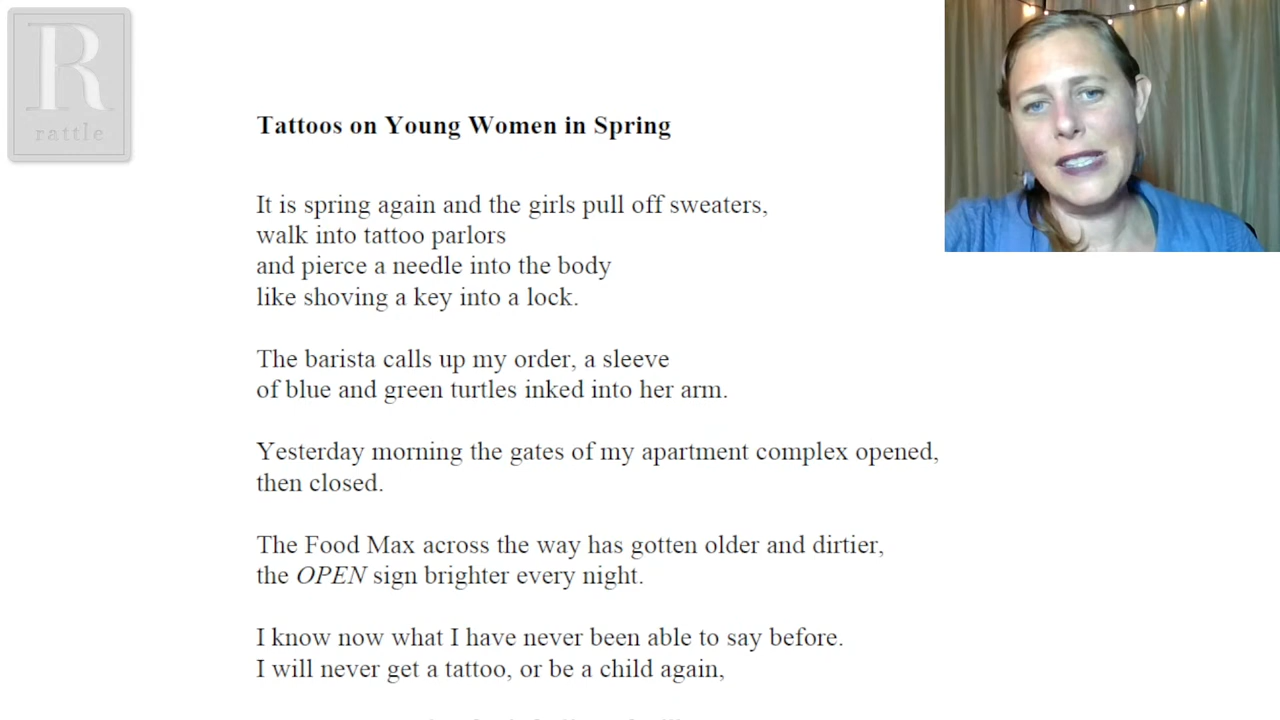 R
rattle
Tattoos on Young Women in Spring
It is spring again and the girls pull off sweaters,
walk into tattoo parlors
and pierce a needle into the body
like shoving a key into a lock.
The barista calls up my order, a sleeve
of blue and green turtles inked into her arm.
Yesterday morning the gates of my apartment complex opened,
then closed.
The Food Max across the way has gotten older and dirtier,
the OPEN sign brighter every night.
I know now what I have never been able to say before.
I will never get a tattoo, or be a child again,